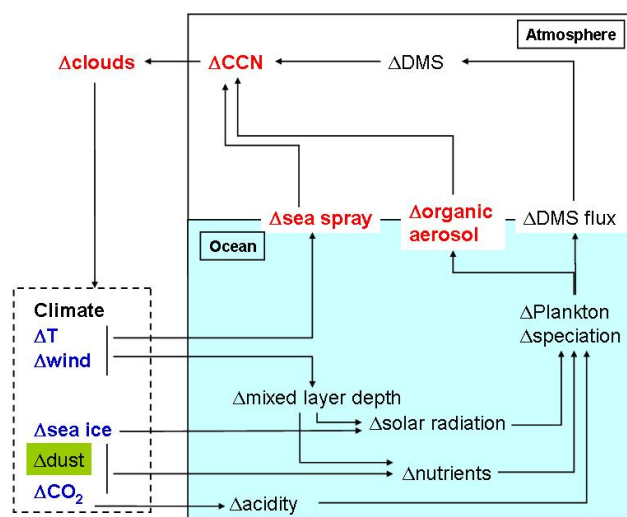 Atmosphere
Δclouds
ΔCCN
ΔDMS
Δsea spray
Δorganic
aerosol
ΔDMS flux
Ocean
Climate
ΔT
Δwind
ΔPlankton
Δspeciation
Δmixed layer depth
Δsolar radiation
Δsea ice
Δdust
Δnutrients
ΔCO₂
Δacidity